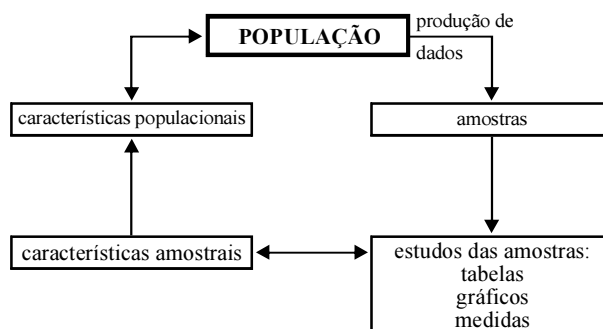 POPULAÇÃO
produção de
dados
características populacionais
amostras
características amostrais
estudos das amostras:
tabelas
gráficos
medidas